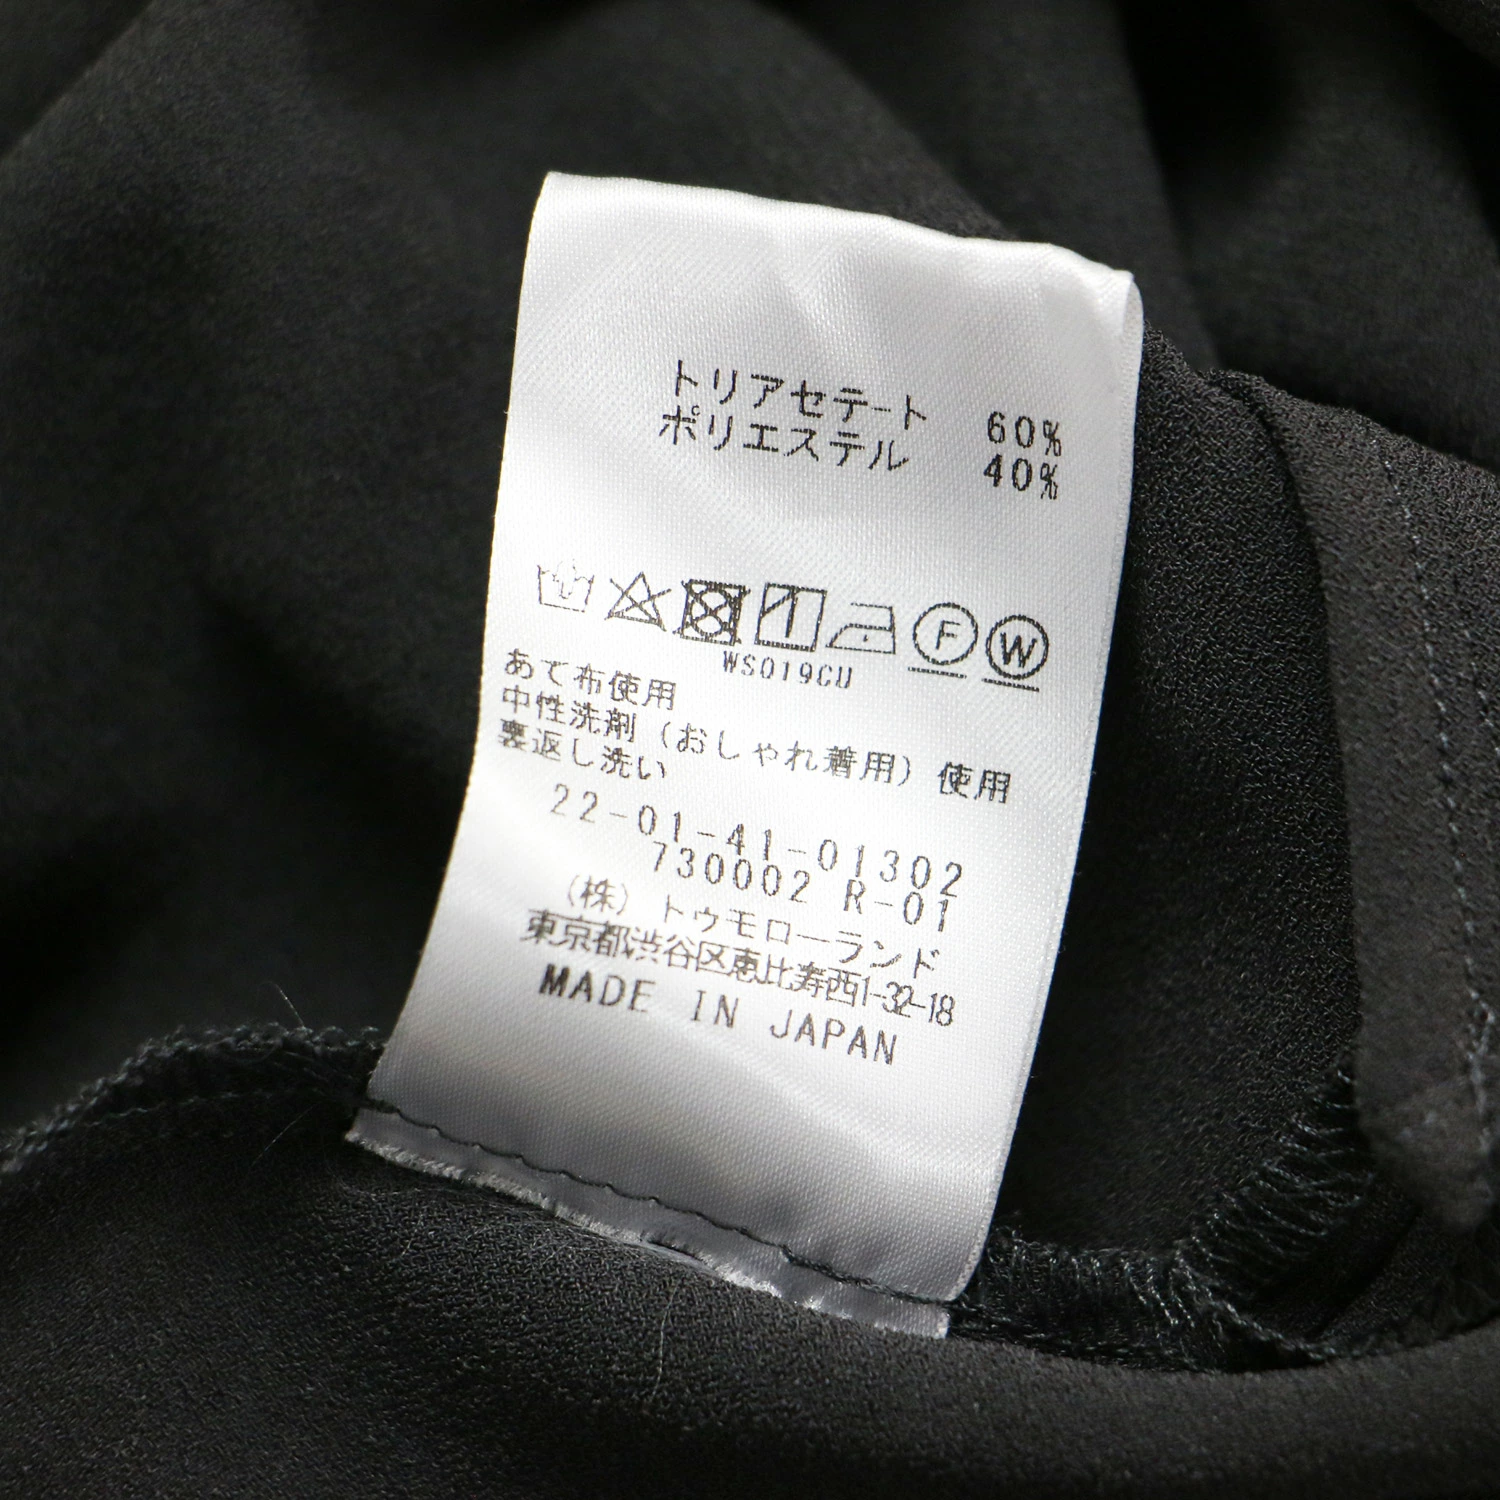 トリアセテート 60%
ポリエステル 40%
F W
WS019CU
あて布使用
中性洗剤（おしゃれ着用）使用
裏返し洗い
22-01-41-01302
730002 R-01
（株）トゥモローランド
東京都渋谷区恵比寿西1-32-18
MADE IN JAPAN